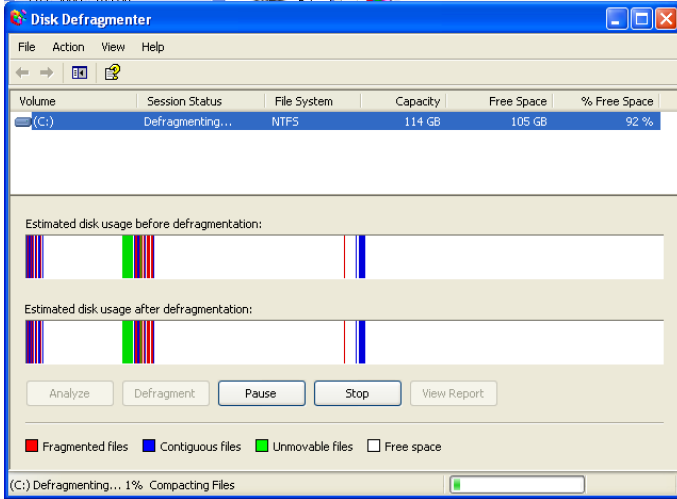 Disk Defragmenter
File Action View Help
Volume Session Status File System Capacity Free Space % Free Space
(C:) Defragmenting... NTFS 114 GB 105 GB 92 %
Estimated disk usage before defragmentation:
Estimated disk usage after defragmentation:
Analyze Defragment Pause Stop View Report
Fragmented files Contiguous files Unmovable files Free space
(C:) Defragmenting... 1% Compacting Files